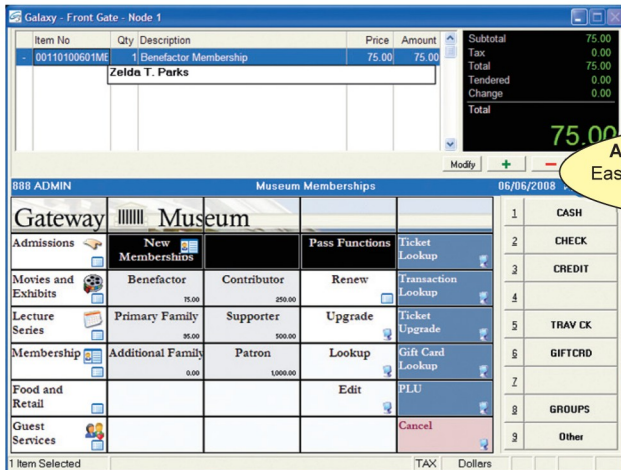 Galaxy - Front Gate - Node 1
Item No Qty Description Price Amount
- 00110100601ME 1 Benefactor Membership 75.00 75.00
Zelda T. Parks
Subtotal 75.00
Tax 0.00
Total 75.00
Tendered 0.00
Change 0.00
Total
75.00
Modify + −
A
Eas
888 ADMIN Museum Memberships 06/06/2008
Gateway Museum
Admissions New Memberships Pass Functions Ticket Lookup
Movies and Exhibits Benefactor 75.00 Contributor 250.00 Renew Transaction Lookup
Lecture Series Primary Family 95.00 Supporter 500.00 Upgrade Ticket Upgrade
Membership Additional Family 0.00 Patron 1,000.00 Lookup Gift Card Lookup
Food and Retail Edit PLU
Guest Services Cancel
1 CASH
2 CHECK
3 CREDIT
4
5 TRAV CK
6 GIFTCRD
7
8 GROUPS
9 Other
1 Item Selected TAX Dollars